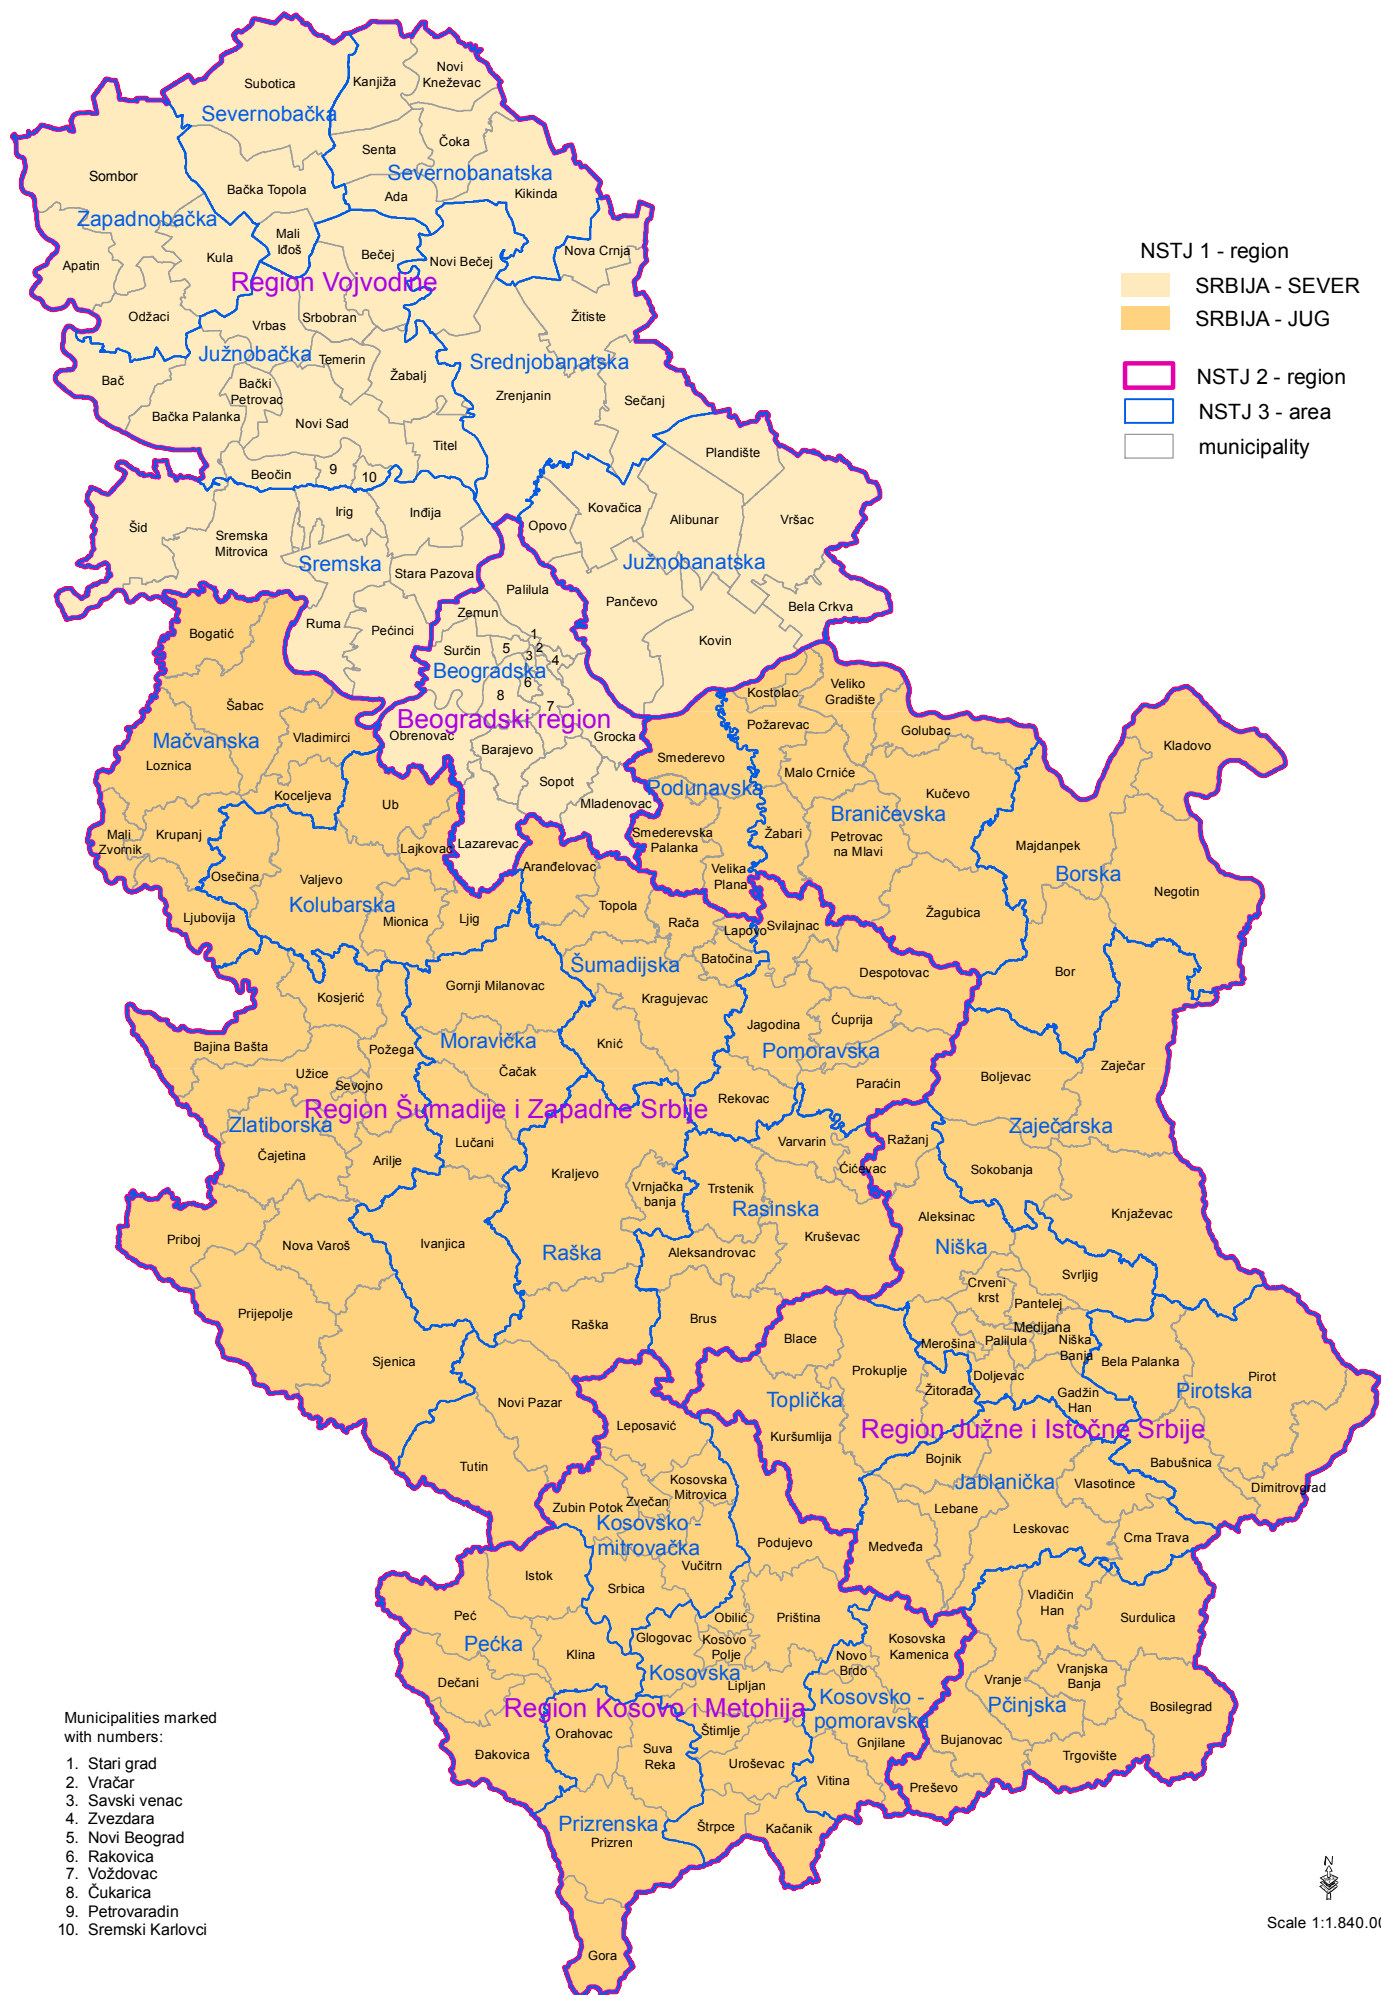 Subotica
Kanjiža
Novi
Kneževac
Severnobačka
Čoka
Senta
Sombor
Severnobanatska
Bačka Topola
Ada
Kikinda
Zapadnobačka
Mali
Iđoš
Bečej
Novi Bečej
Nova Crnja
Apatin
Kula
Region Vojvodine
Odžaci
Vrbas
Srbobran
Žitište
Južnobačka
Temerin
Srednjobanatska
Bač
Bački
Petrovac
Žabalj
Zrenjanin
Sečanj
Bačka Palanka
Novi Sad
Titel
Plandište
Beočin
9
10
Šid
Sremska
Mitrovica
Irig
Inđija
Opovo
Kovačica
Alibunar
Vršac
Sremska
Stara Pazova
Južnobanatska
Palilula
Pančevo
Bela Crkva
Ruma
Pećinci
Zemun
Kovin
Bogatić
Surčin
5
1
2
3
4
Beogradska
6
8
7
Šabac
Beogradski region
Kostolac
Veliko
Gradište
Mačvanska
Vladimirci
Obrenovac
Barajevo
Grocka
Požarevac
Golubac
Kladovo
Loznica
Smederevo
Malo Crniće
Koceljeva
Ub
Sopot
Mladenovac
Podunavska
Kučevo
Braničevska
Mali
Zvornik
Krupanj
Lajkovac
Lazarevac
Smederevska
Palanka
Žabari
Petrovac
na Mlavi
Majdanpek
Osečina
Valjevo
Aranđelovac
Velika
Plana
Borska
Negotin
Kolubarska
Ljubovija
Mionica
Ljig
Topola
Rača
Lapovo
Svilajnac
Žagubica
Šumadijska
Batočina
Despotovac
Bor
Kosjerić
Gornji Milanovac
Kragujevac
Bajina Bašta
Požega
Moravička
Knić
Jagodina
Ćuprija
Pomoravska
Užice
Sevojno
Čačak
Paraćin
Boljevac
Zaječar
Region Šumadije i Zapadne Srbije
Rekovac
Zlatiborska
Lučani
Varvarin
Ražanj
Zaječarska
Čajetina
Arilje
Kraljevo
Vrnjačka
banja
Trstenik
Ćićevac
Sokobanja
Rasinska
Aleksinac
Knjaževac
Priboj
Nova Varoš
Ivanjica
Raška
Aleksandrovac
Kruševac
Niška
Svrljig
Crveni
krst
Pantelej
Prijepolje
Raška
Brus
Blace
Medijana
Merošina
Palilula
Niška
Banja
Sjenica
Prokuplje
Doljevac
Bela Palanka
Pirot
Novi Pazar
Toplička
Žitorađa
Gadžin
Han
Pirotska
Leposavić
Kuršumlija
Region Južne i Istočne Srbije
Tutin
Bojnik
Babušnica
Kosovska
Mitrovica
Jablanička
Vlasotince
Dimitrovgrad
Zubin Potok
Zvečan
Lebane
Kosovsko -
mitrovačka
Podujevo
Leskovac
Crna Trava
Medveđa
Istok
Srbica
Vučitrn
Vladičin
Han
Surdulica
Peć
Obilić
Priština
Glogovac
Kosovo
Polje
Kosovska
Kamenica
Pećka
Klina
Novo
Brdo
Kosovska
Vranje
Vranjska
Banja
Dečani
Lipljan
Kosovsko -
pomoravska
Pčinjska
Bosilegrad
Region Kosovo i Metohija
Orahovac
Štimlje
Gnjilane
Bujanovac
Đakovica
Suva
Reka
Uroševac
Trgovište
Vitina
Preševo
Prizrenska
Prizren
Štrpce
Kačanik
Gora
NSTJ 1 - region
SRBIJA - SEVER
SRBIJA - JUG
NSTJ 2 - region
NSTJ 3 - area
municipality
Municipalities marked
with numbers:
1. Stari grad
2. Vračar
3. Savski venac
4. Zvezdara
5. Novi Beograd
6. Rakovica
7. Voždovac
8. Čukarica
9. Petrovaradin
10. Sremski Karlovci
N
Scale 1:1.840.00